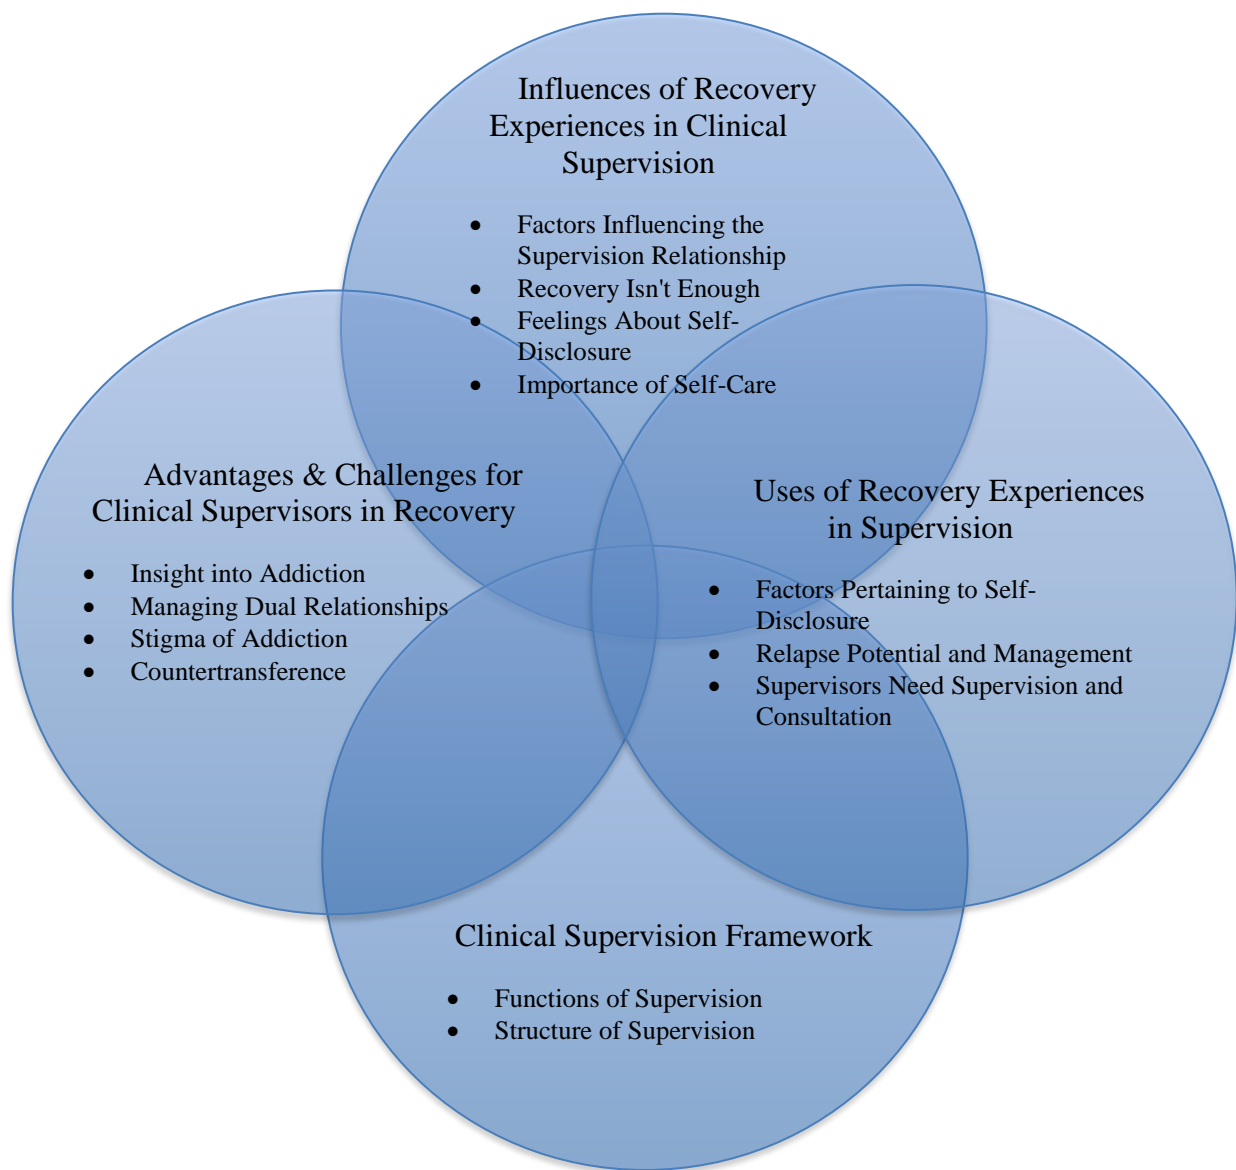 Influences of Recovery
Experiences in Clinical
Supervision
• Factors Influencing the
Supervision Relationship
• Recovery Isn't Enough
• Feelings About Self-
Disclosure
• Importance of Self-Care
Advantages & Challenges for
Clinical Supervisors in Recovery
• Insight into Addiction
• Managing Dual Relationships
• Stigma of Addiction
• Countertransference
Uses of Recovery Experiences
in Supervision
• Factors Pertaining to Self-
Disclosure
• Relapse Potential and Management
• Supervisors Need Supervision and
Consultation
Clinical Supervision Framework
• Functions of Supervision
• Structure of Supervision